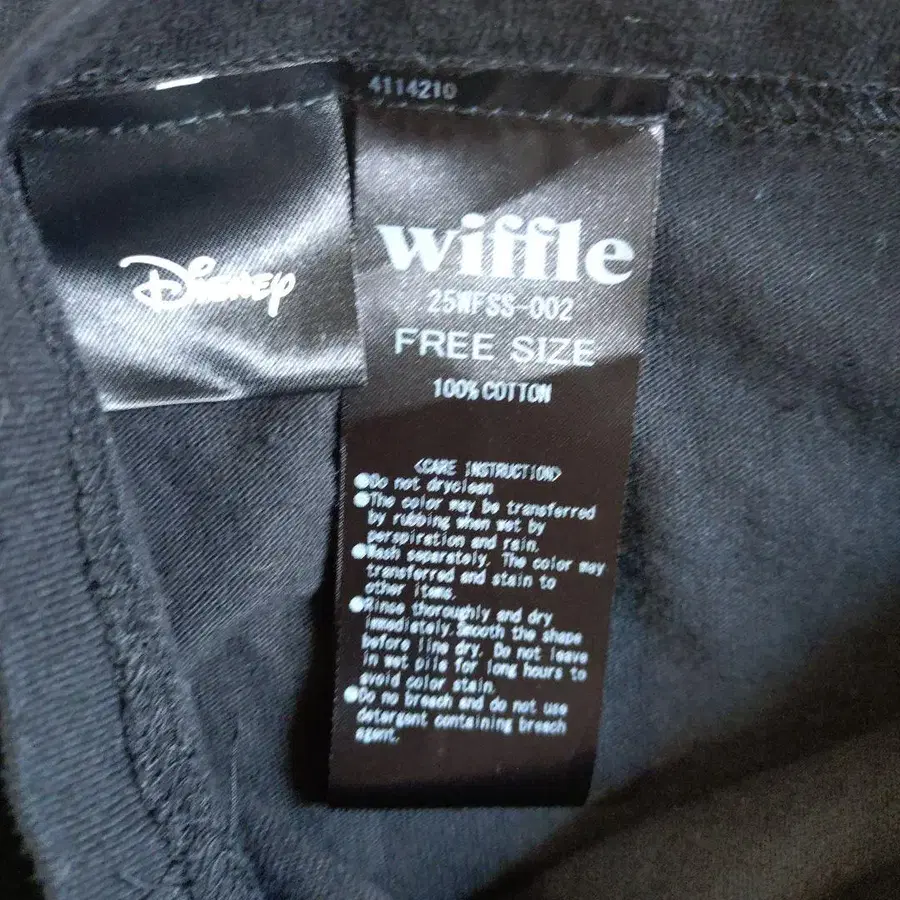 4114210
Disney
wiffle
25WFSS-002
FREE SIZE
100% COTTON
<CARE INSTRUCTION>
●Do not dryclean
●The color may be transferred
by rubbing when wet by
perspiration and rain.
●Wash separately. The color may
transferred and stain to
other items.
●Rinse thoroughly and dry
immediately.Smooth the shape
before line dry. Do not leave
in wet pile for long hours to
avoid color stain.
●Do no breach and do not use
detergent containing breach
agent.